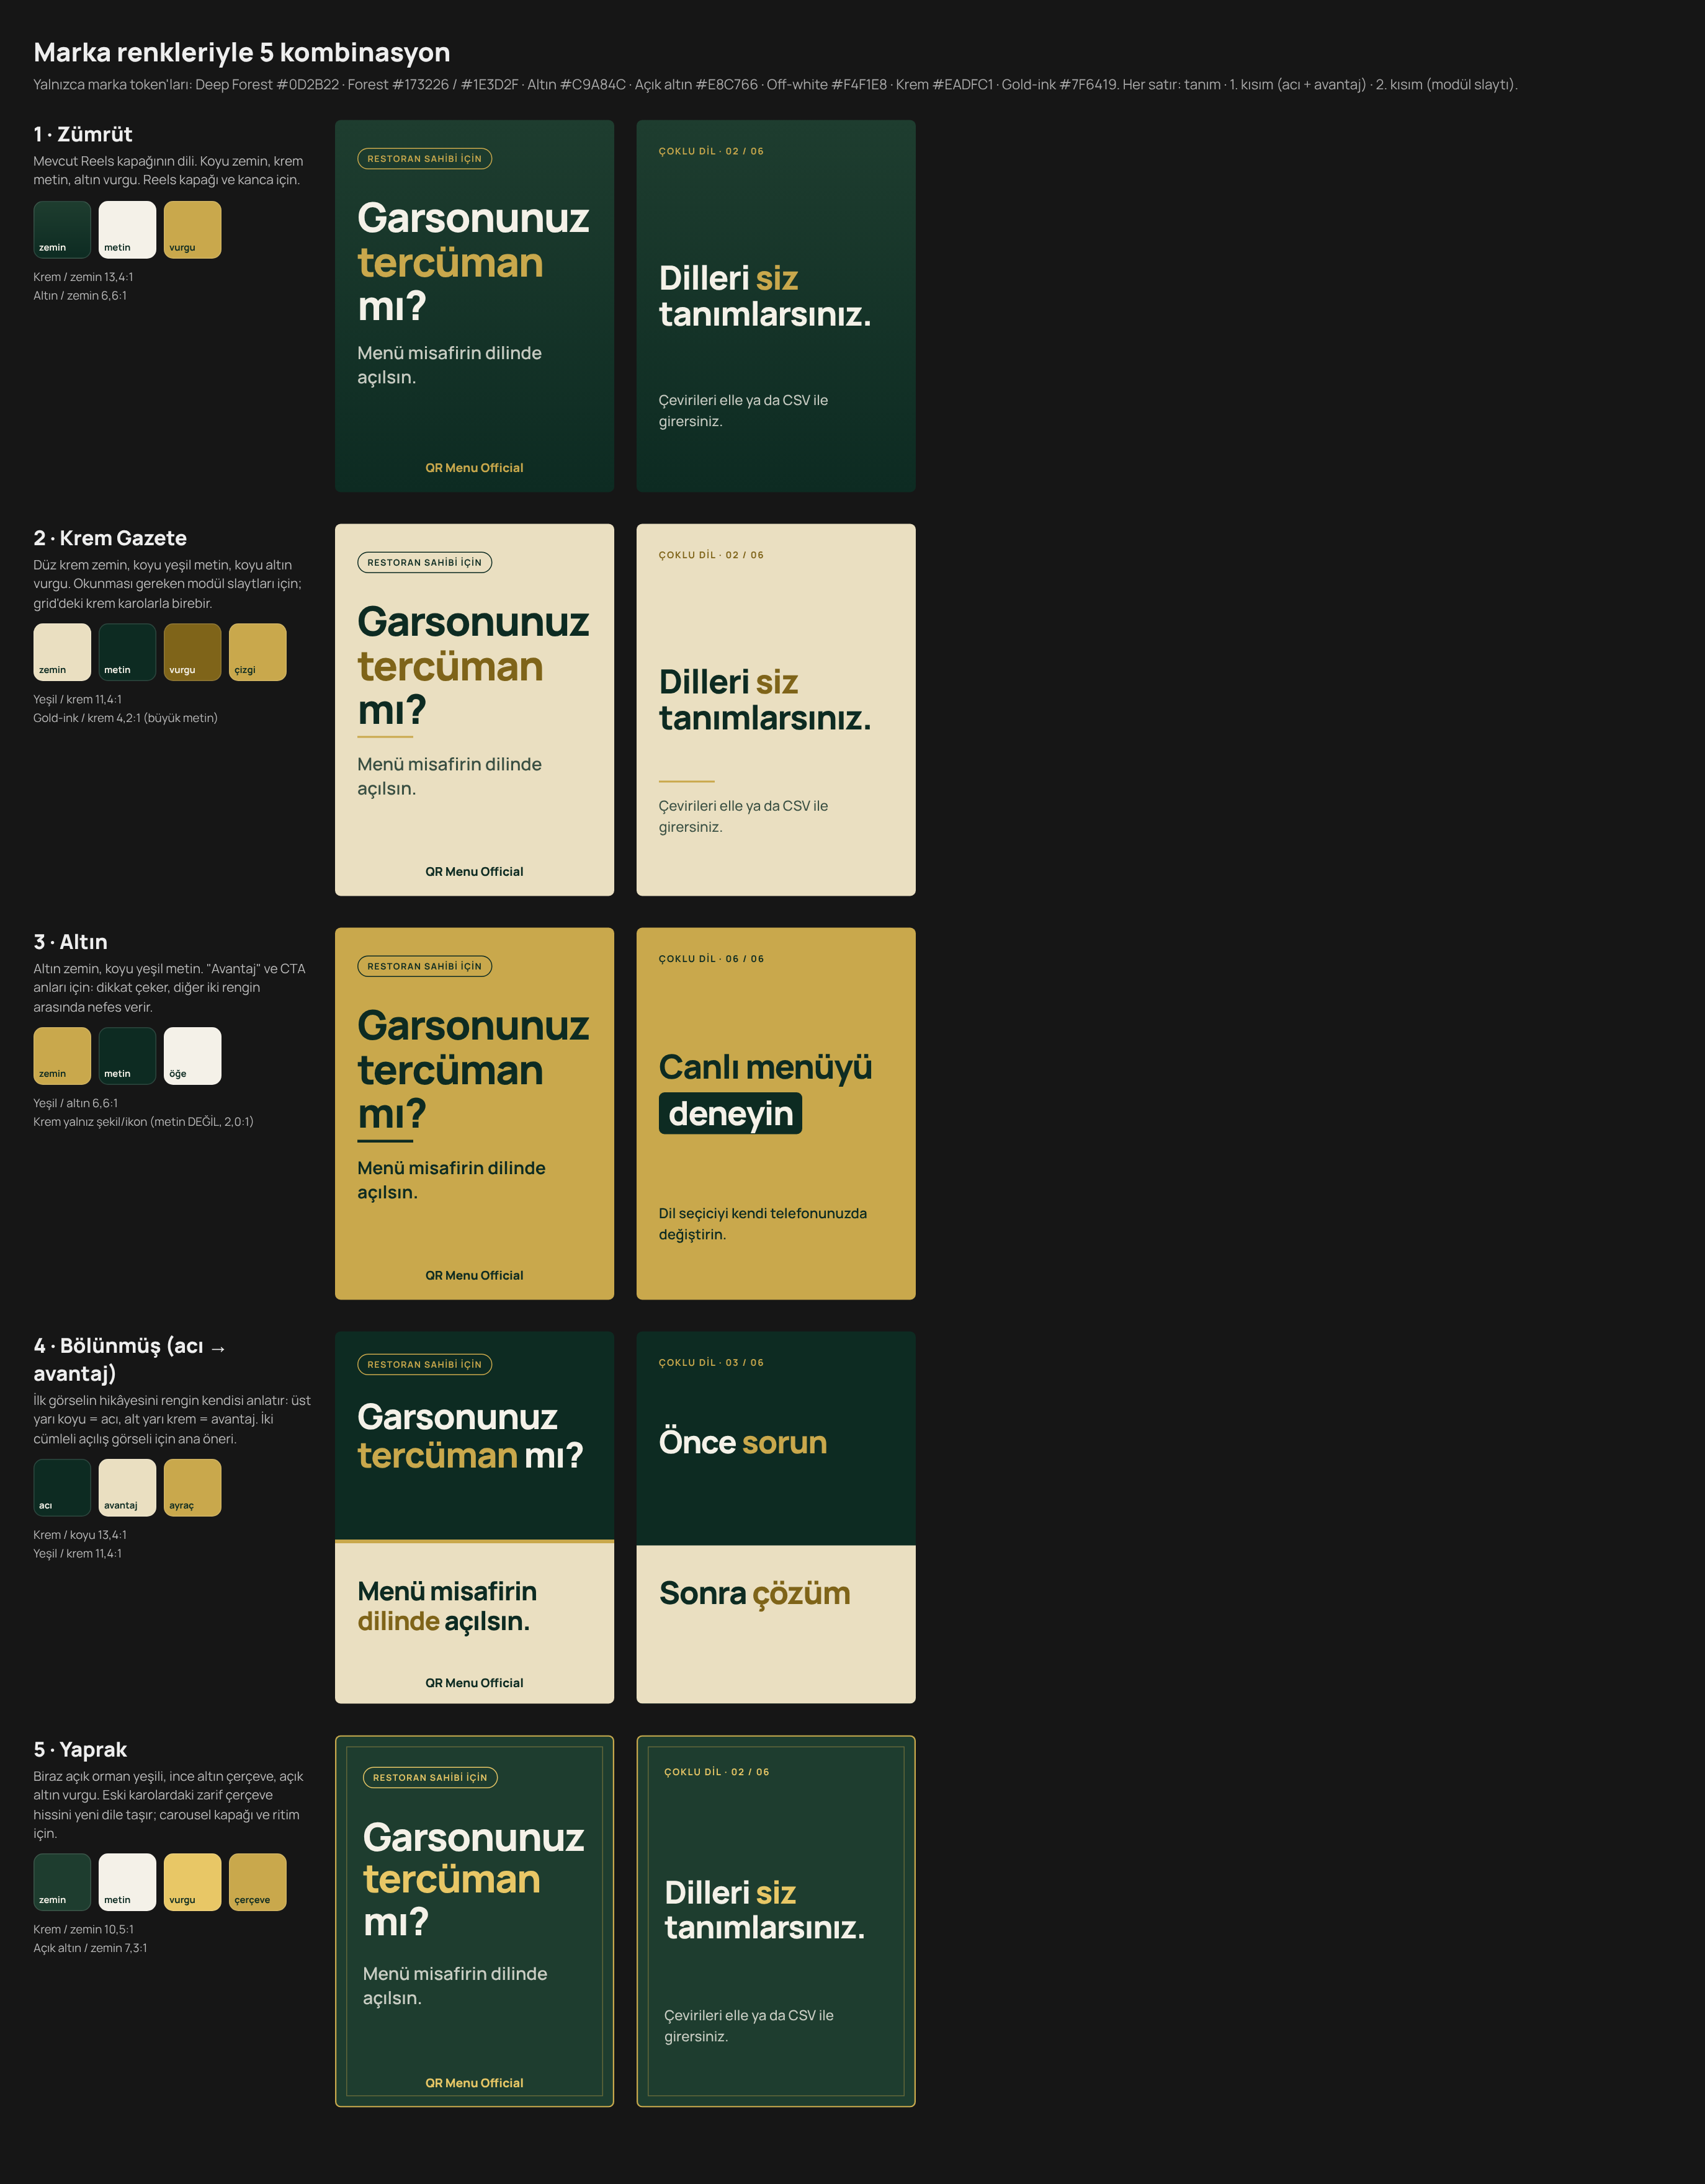 Marka renkleriyle 5 kombinasyon
Yalnızca marka token'ları: Deep Forest #0D2B22 · Forest #173226 / #1E3D2F · Altın #C9A84C · Açık altın #E8C766 · Off-white #F4F1E8 · Krem #EADFC1 · Gold-ink #7F6419. Her satır: tanım · 1. kısım (acı + avantaj) · 2. kısım (modül slaytı).
1 · Zümrüt
Mevcut Reels kapağının dili. Koyu zemin, krem
metin, altın vurgu. Reels kapağı ve kanca için.
zemin
metin
vurgu
Krem / zemin 13,4:1
Altın / zemin 6,6:1
RESTORAN SAHİBİ İÇİN
Garsonunuz
tercüman
mı?
Menü misafirin dilinde
açılsın.
QR Menu Official
ÇOKLU DİL · 02 / 06
Dilleri siz
tanımlarsınız.
Çevirileri elle ya da CSV ile
girersiniz.
2 · Krem Gazete
Düz krem zemin, koyu yeşil metin, koyu altın
vurgu. Okunması gereken modül slaytları için;
grid'deki krem karolarla birebir.
zemin
metin
vurgu
çizgi
Yeşil / krem 11,4:1
Gold-ink / krem 4,2:1 (büyük metin)
RESTORAN SAHİBİ İÇİN
Garsonunuz
tercüman
mı?
Menü misafirin dilinde
açılsın.
QR Menu Official
ÇOKLU DİL · 02 / 06
Dilleri siz
tanımlarsınız.
Çevirileri elle ya da CSV ile
girersiniz.
3 · Altın
Altın zemin, koyu yeşil metin. "Avantaj" ve CTA
anları için: dikkat çeker, diğer iki rengin
arasında nefes verir.
zemin
metin
öğe
Yeşil / altın 6,6:1
Krem yalnız şekil/ikon (metin DEĞİL, 2,0:1)
RESTORAN SAHİBİ İÇİN
Garsonunuz
tercüman
mı?
Menü misafirin dilinde
açılsın.
QR Menu Official
ÇOKLU DİL · 06 / 06
Canlı menüyü
deneyin
Dil seçiciyi kendi telefonunuzda
değiştirin.
4 · Bölünmüş (acı →
avantaj)
İlk görselin hikâyesini rengin kendisi anlatır: üst
yarı koyu = acı, alt yarı krem = avantaj. İki
cümleli açılış görseli için ana öneri.
acı
avantaj
ayraç
Krem / koyu 13,4:1
Yeşil / krem 11,4:1
RESTORAN SAHİBİ İÇİN
Garsonunuz
tercüman mı?
Menü misafirin
dilinde açılsın.
QR Menu Official
ÇOKLU DİL · 03 / 06
Önce sorun
Sonra çözüm
5 · Yaprak
Biraz açık orman yeşili, ince altın çerçeve, açık
altın vurgu. Eski karolardaki zarif çerçeve
hissini yeni dile taşır; carousel kapağı ve ritim
için.
zemin
metin
vurgu
çerçeve
Krem / zemin 10,5:1
Açık altın / zemin 7,3:1
RESTORAN SAHİBİ İÇİN
Garsonunuz
tercüman
mı?
Menü misafirin dilinde
açılsın.
QR Menu Official
ÇOKLU DİL · 02 / 06
Dilleri siz
tanımlarsınız.
Çevirileri elle ya da CSV ile
girersiniz.